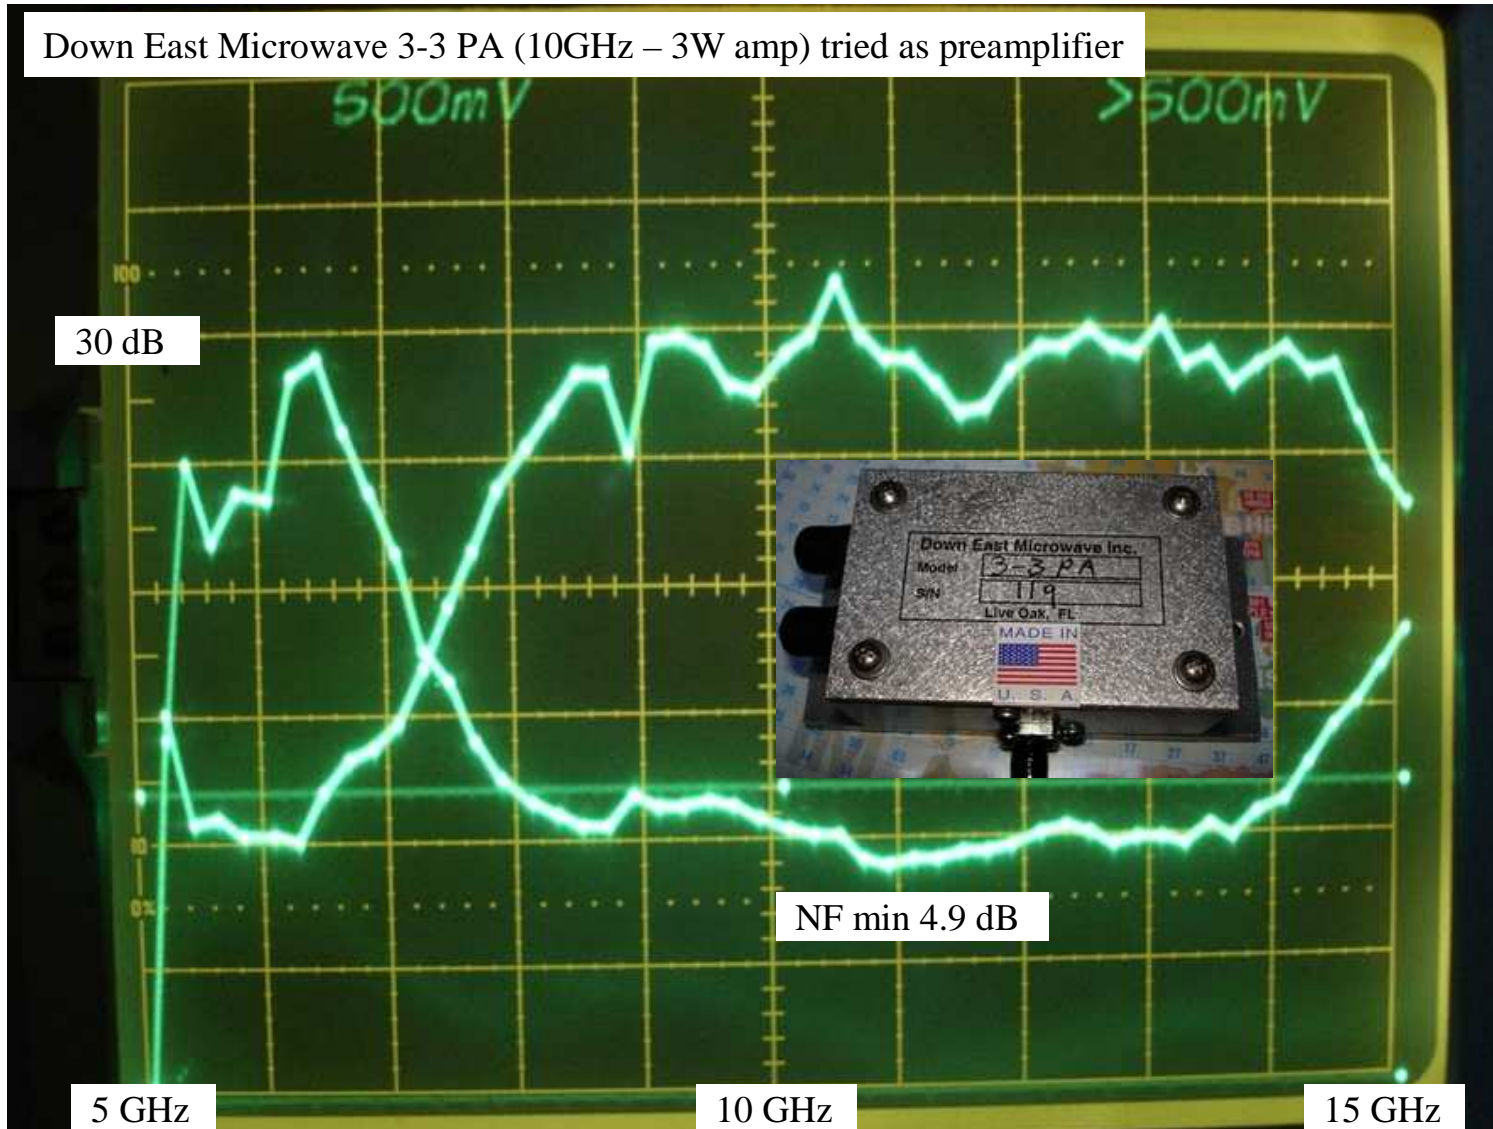 Down East Microwave 3-3 PA (10GHz – 3W amp) tried as preamplifier
500mV
>500mV
100
30 dB
Down East Microwave Inc.
Model 3-3 PA
S/N 119
Live Oak, FL
MADE IN
U. S. A
10
0%
NF min 4.9 dB
5 GHz
10 GHz
15 GHz